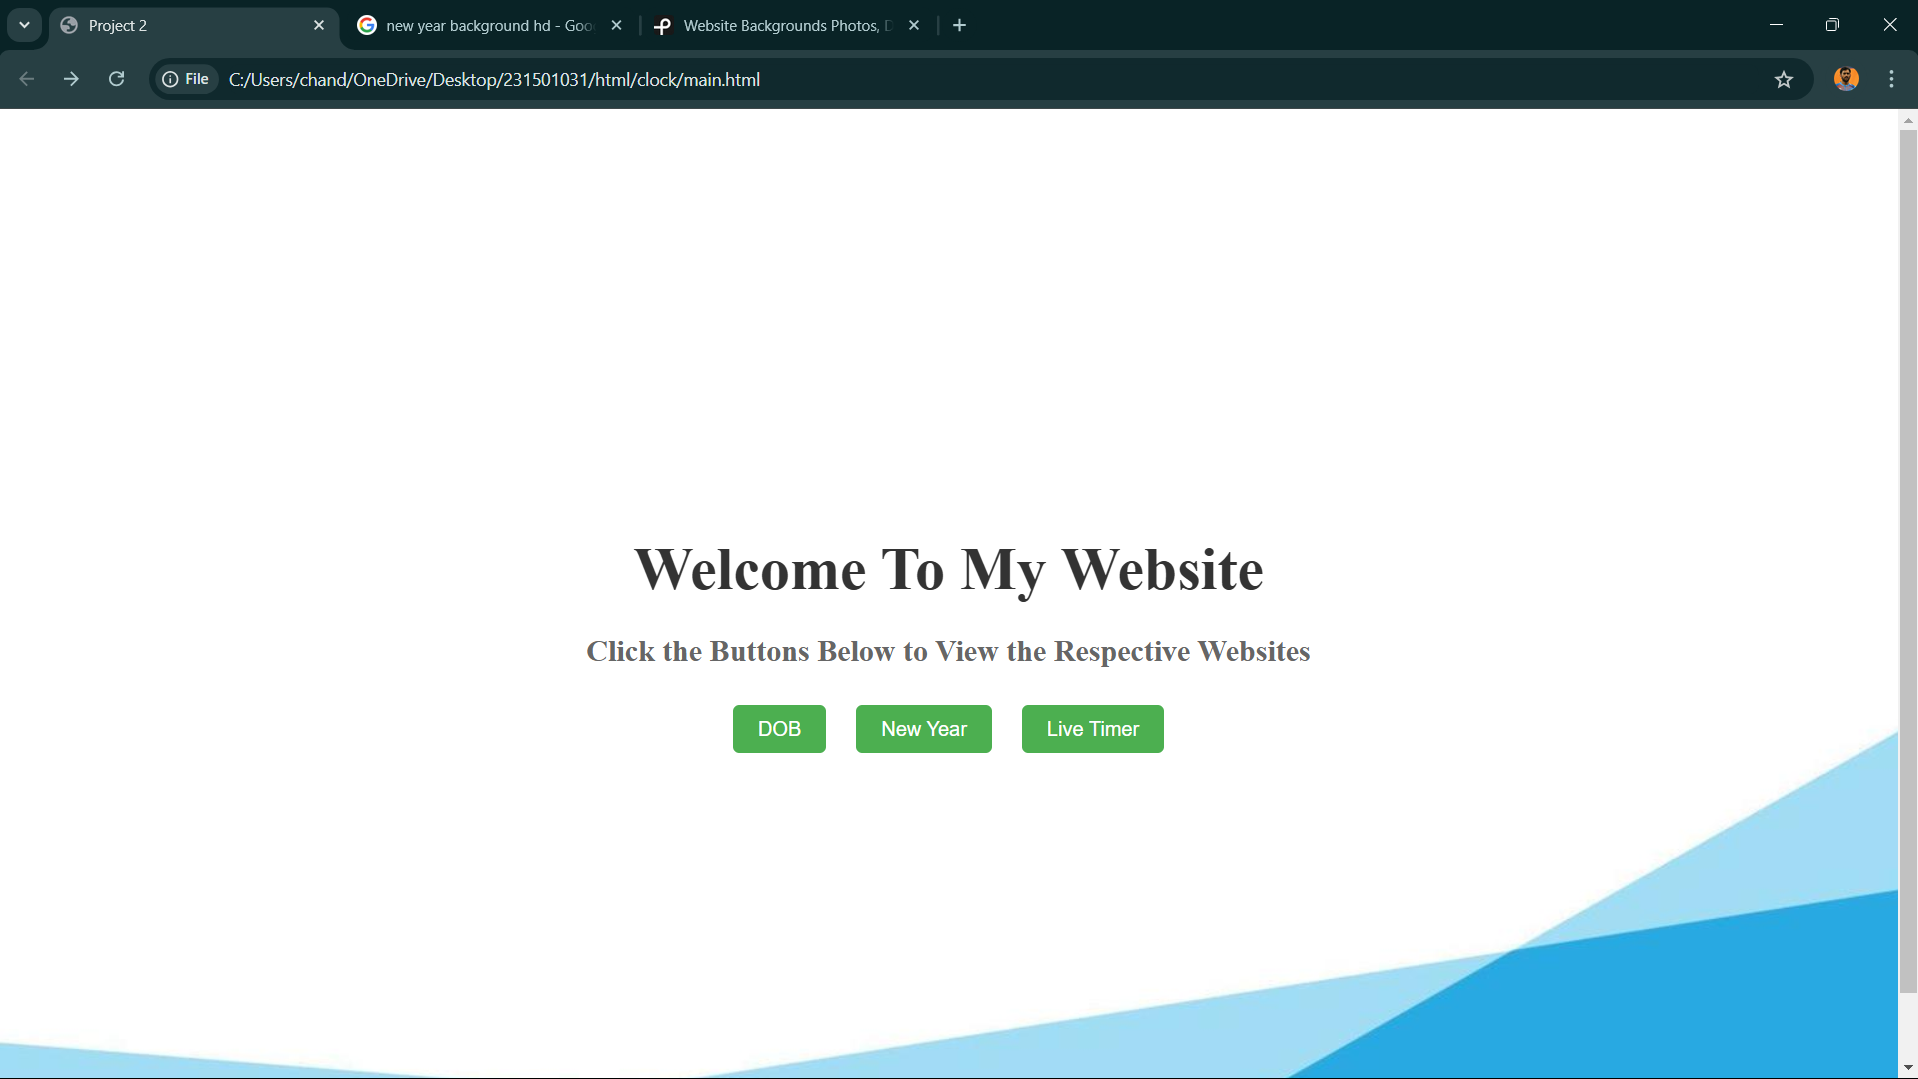 Project 2
new year background hd - Goo
Website Backgrounds Photos, D
File
C:/Users/chand/OneDrive/Desktop/231501031/html/clock/main.html
Welcome To My Website
Click the Buttons Below to View the Respective Websites
DOB
New Year
Live Timer